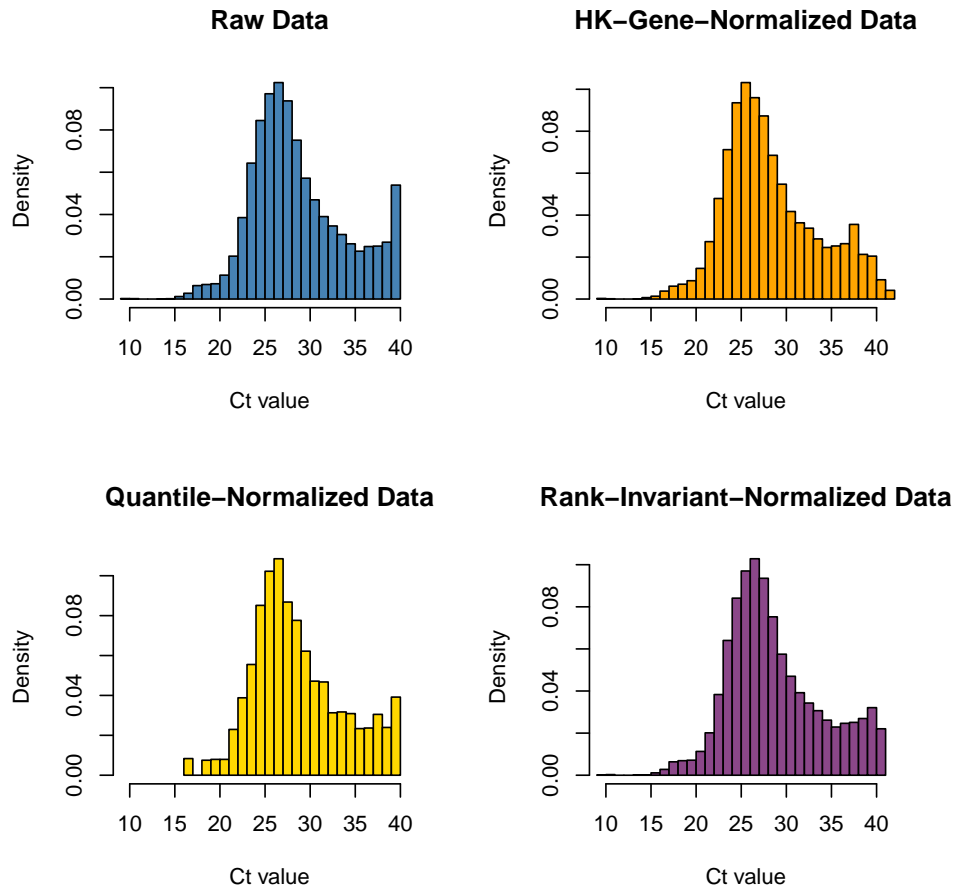 Raw Data
Density
0.00 0.04 0.08
10 15 20 25 30 35 40
Ct value
HK−Gene−Normalized Data
Density
0.00 0.04 0.08
10 15 20 25 30 35 40
Ct value
Quantile−Normalized Data
Density
0.00 0.04 0.08
10 15 20 25 30 35 40
Ct value
Rank−Invariant−Normalized Data
Density
0.00 0.04 0.08
10 15 20 25 30 35 40
Ct value